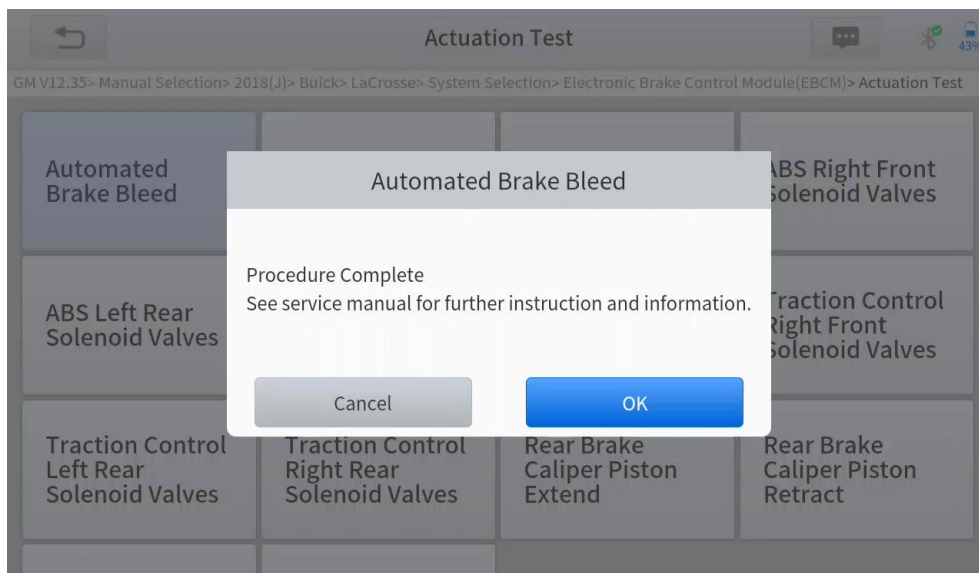 Actuation Test
43%
GM V12.35> Manual Selection> 2018(J)> Buick> LaCrosse> System Selection> Electronic Brake Control Module(EBCM)> Actuation Test
Automated
Brake Bleed
ABS Right Front
Solenoid Valves
Automated Brake Bleed
Procedure Complete
See service manual for further instruction and information.
Cancel
OK
ABS Left Rear
Solenoid Valves
Traction Control
Right Front
Solenoid Valves
Traction Control
Left Rear
Solenoid Valves
Traction Control
Right Rear
Solenoid Valves
Rear Brake
Caliper Piston
Extend
Rear Brake
Caliper Piston
Retract